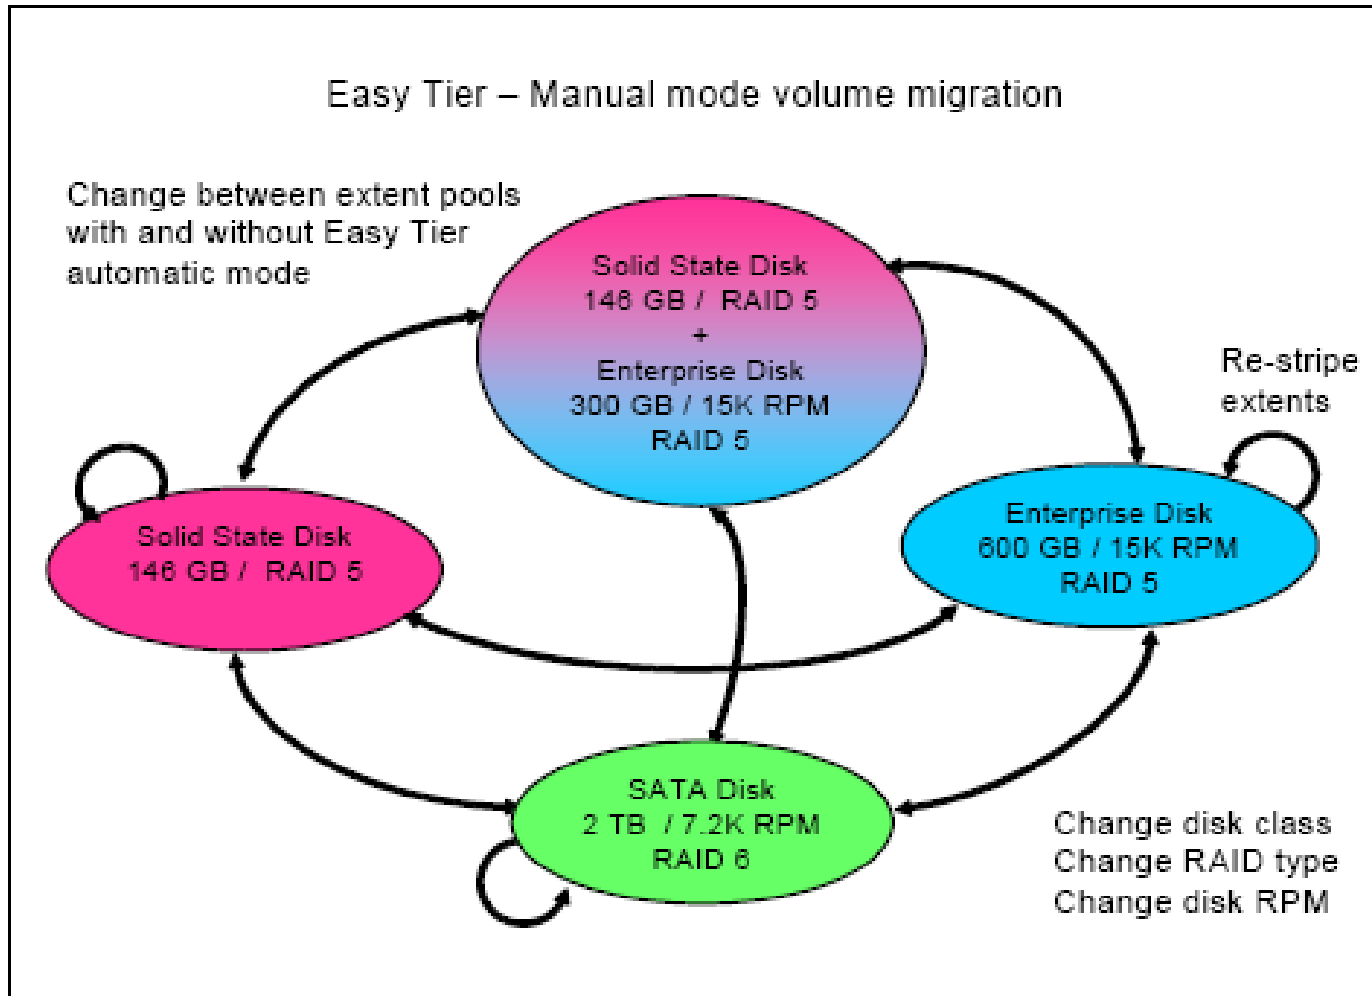 Easy Tier – Manual mode volume migration
Change between extent pools
with and without Easy Tier
automatic mode
Solid State Disk
146 GB / RAID 5
+
Enterprise Disk
300 GB / 15K RPM
RAID 5
Re-stripe
extents
Solid State Disk
146 GB / RAID 5
Enterprise Disk
600 GB / 15K RPM
RAID 5
SATA Disk
2 TB / 7.2K RPM
RAID 6
Change disk class
Change RAID type
Change disk RPM